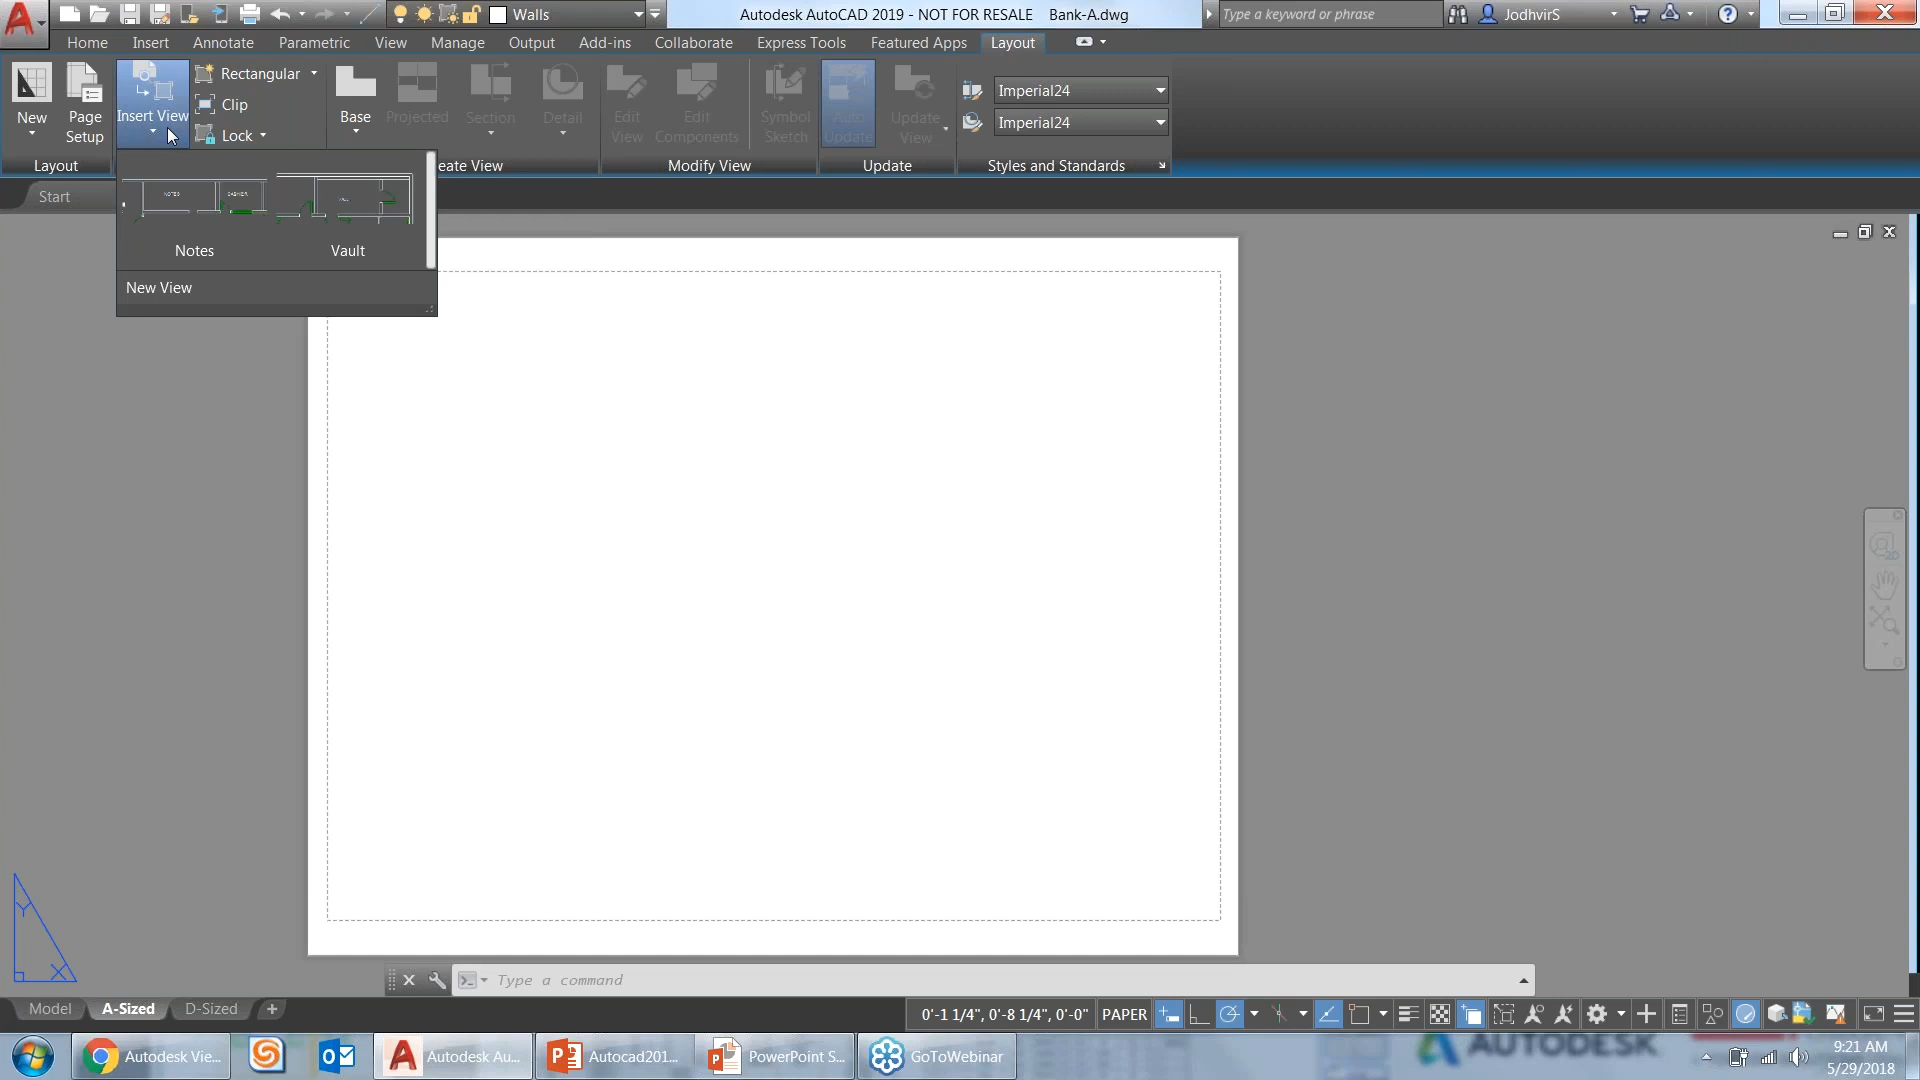 Walls
Autodesk AutoCAD 2019 - NOT FOR RESALE Bank-A.dwg
Type a keyword or phrase
JodhvirS
Home Insert Annotate Parametric View Manage Output Add-ins Collaborate Express Tools Featured Apps Layout
New
Page Setup
Insert View
Rectangular
Clip
Lock
Base
Projected
Section
Detail
Edit View
Edit Components
Symbol Sketch
Auto Update
Update View
Imperial24
Imperial24
Layout
eate View
Modify View
Update
Styles and Standards
Start
NOTES
CASHIER
Notes
Vault
New View
2D
Y
X
Type a command
Model A-Sized D-Sized
0'-1 1/4", 0'-8 1/4", 0'-0"
PAPER
Autodesk Vie...
Autodesk Au...
Autocad201...
PowerPoint S...
GoToWebinar
AUTODESK
9:21 AM
5/29/2018